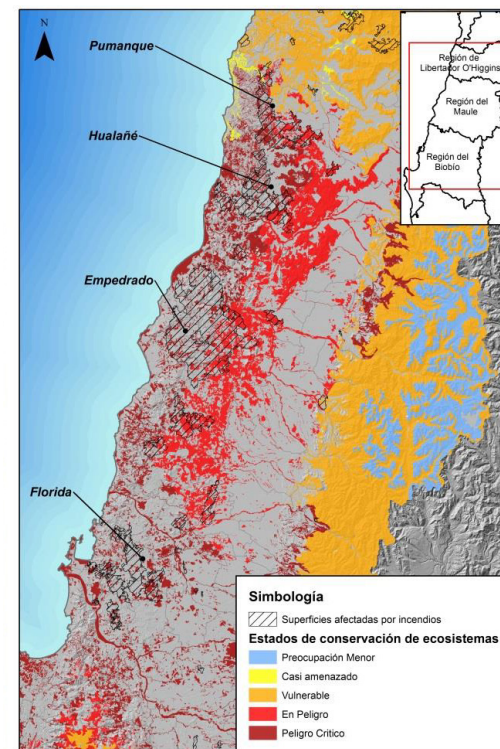 N
Pumanque
Hualañé
Empedrado
Florida
Región de
Libertador O'Higgins
Región del
Maule
Región del
Biobío
Simbología
Superficies afectadas por incendios
Estados de conservación de ecosistemas
Preocupación Menor
Casi amenazado
Vulnerable
En Peligro
Peligro Critico